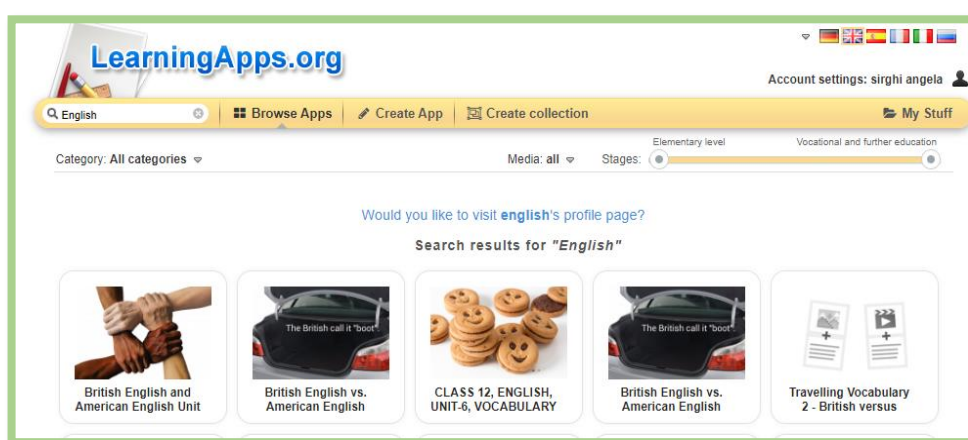 LearningApps.org
Account settings: sirghi angela
English
Browse Apps
Create App
Create collection
My Stuff
Category: All categories
Media: all
Stages:
Elementary level
Vocational and further education
Would you like to visit english's profile page?
Search results for "English"
The British call it "boot".
The British call it "boot".
British English and
American English Unit
British English vs.
American English
CLASS 12, ENGLISH,
UNIT-6, VOCABULARY
British English vs.
American English
Travelling Vocabulary
2 - British versus